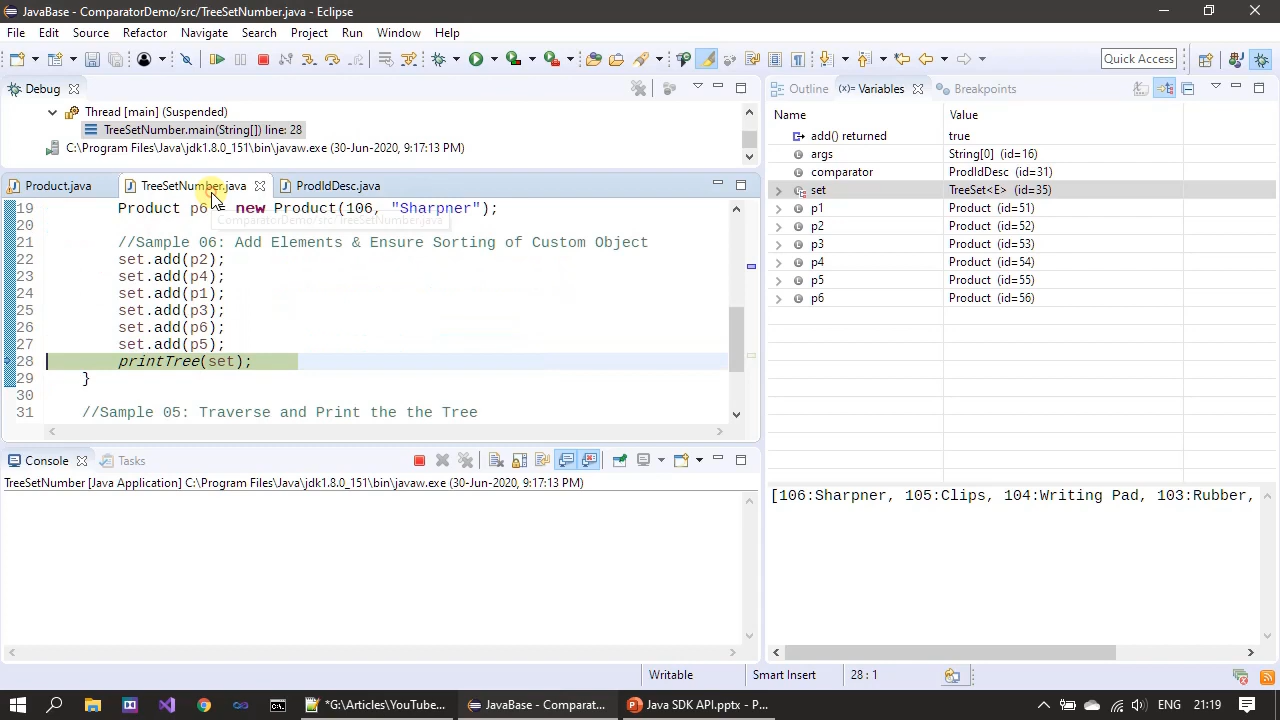 JavaBase - ComparatorDemo/src/TreeSetNumber.java - Eclipse
File Edit Source Refactor Navigate Search Project Run Window Help
Quick Access
Debug
Thread [main] (Suspended)
TreeSetNumber.main(String[]) line: 28
C:\Program Files\Java\jdk1.8.0_151\bin\javaw.exe (30-Jun-2020, 9:17:13 PM)
Product.java TreeSetNumber.java ProdIdDesc.java
19 Product p6 = new Product(106, "Sharpner");
ComparatorDemo/src/TreeSetNumber.java
20
21 //Sample 06: Add Elements & Ensure Sorting of Custom Object
22 set.add(p2);
23 set.add(p4);
24 set.add(p1);
25 set.add(p3);
26 set.add(p6);
27 set.add(p5);
28 printTree(set);
29 }
30
31 //Sample 05: Traverse and Print the the Tree
Console Tasks
TreeSetNumber [Java Application] C:\Program Files\Java\jdk1.8.0_151\bin\javaw.exe (30-Jun-2020, 9:17:13 PM)
Outline (x)= Variables Breakpoints
Name Value
add() returned true
args String[0] (id=16)
comparator ProdIdDesc (id=31)
set TreeSet<E> (id=35)
p1 Product (id=51)
p2 Product (id=52)
p3 Product (id=53)
p4 Product (id=54)
p5 Product (id=55)
p6 Product (id=56)
[106:Sharpner, 105:Clips, 104:Writing Pad, 103:Rubber,
Writable Smart Insert 28 : 1
*G:\Articles\YouTube... JavaBase - Comparat... Java SDK API.pptx - P... 21:19